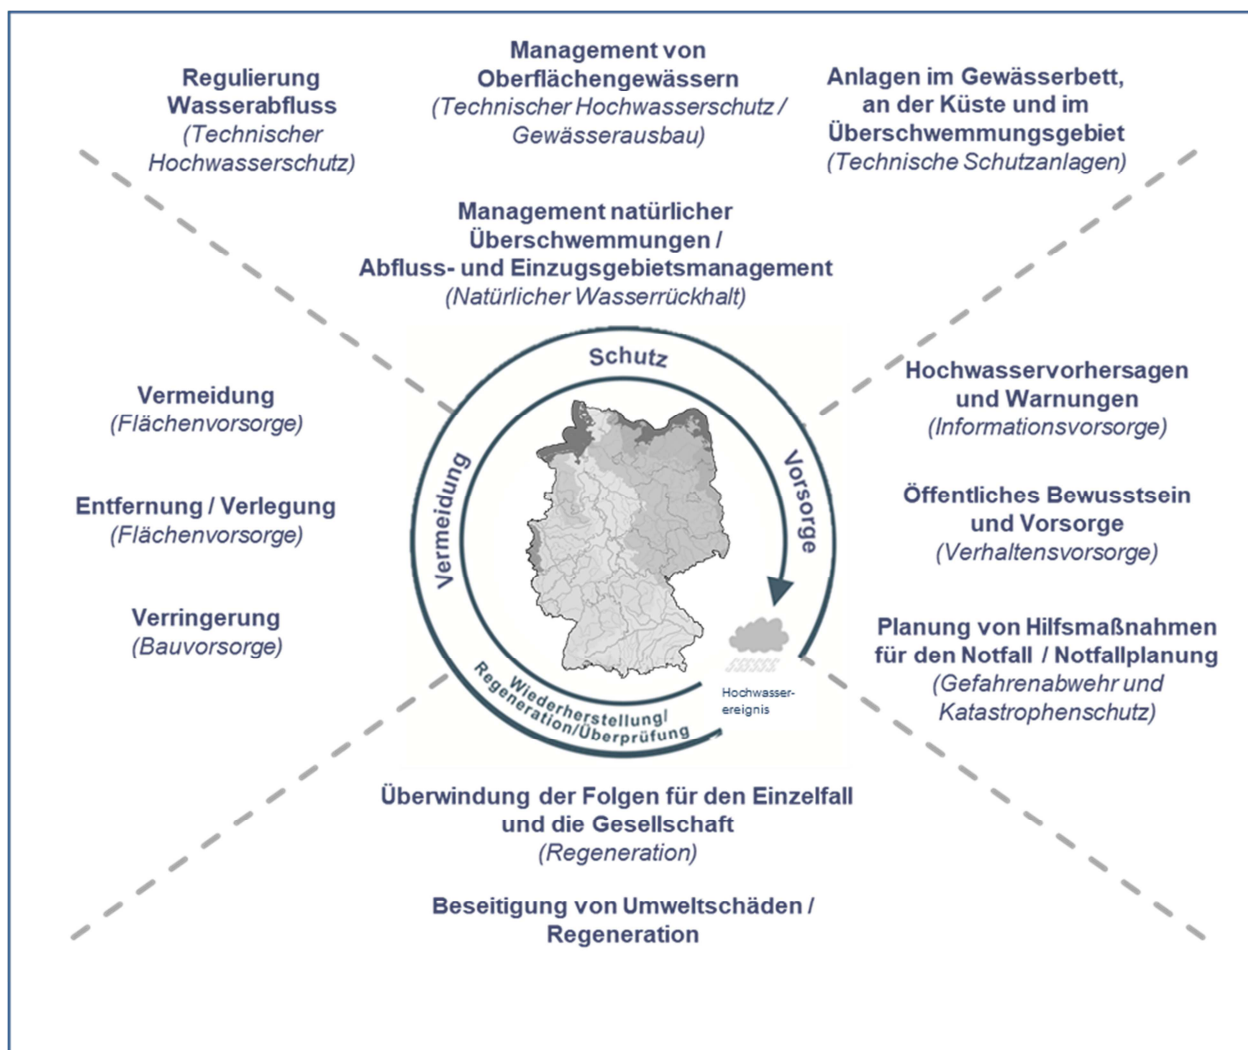 Regulierung
Wasserabfluss
(Technischer
Hochwasserschutz)
Management von
Oberflächengewässern
(Technischer Hochwasserschutz /
Gewässerausbau)
Anlagen im Gewässerbett,
an der Küste und im
Überschwemmungsgebiet
(Technische Schutzanlagen)
Management natürlicher
Überschwemmungen /
Abfluss- und Einzugsgebietsmanagement
(Natürlicher Wasserrückhalt)
Vermeidung
(Flächenvorsorge)
Entfernung / Verlegung
(Flächenvorsorge)
Verringerung
(Bauvorsorge)
Schutz
Vermeidung
Vorsorge
Wiederherstellung/
Regeneration/Überprüfung
Hochwasser-
ereignis
Hochwasservorhersagen
und Warnungen
(Informationsvorsorge)
Öffentliches Bewusstsein
und Vorsorge
(Verhaltensvorsorge)
Planung von Hilfsmaßnahmen
für den Notfall / Notfallplanung
(Gefahrenabwehr und
Katastrophenschutz)
Überwindung der Folgen für den Einzelfall
und die Gesellschaft
(Regeneration)
Beseitigung von Umweltschäden /
Regeneration